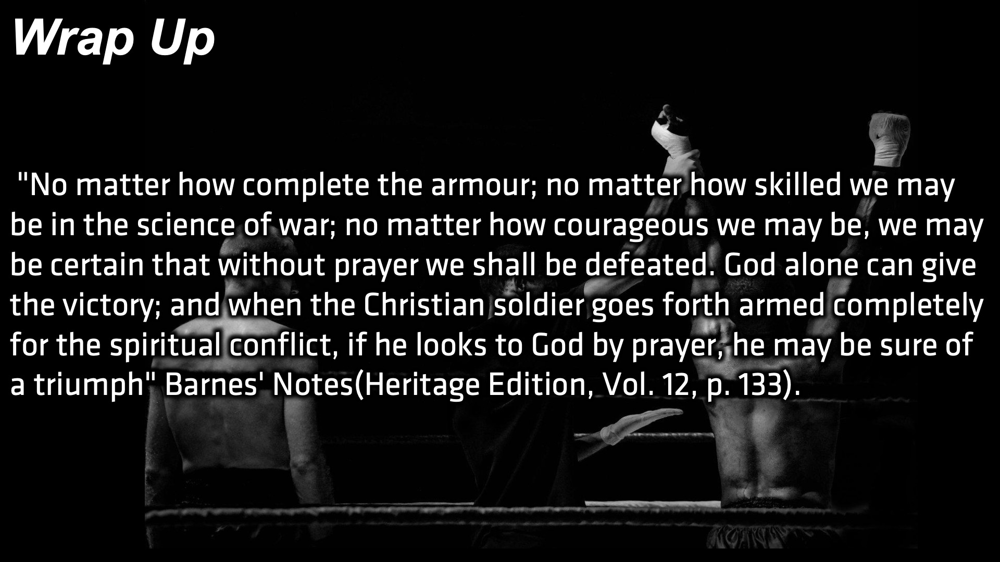 Wrap Up
"No matter how complete the armour; no matter how skilled we may
be in the science of war; no matter how courageous we may be, we may
be certain that without prayer we shall be defeated. God alone can give
the victory; and when the Christian soldier goes forth armed completely
for the spiritual conflict, if he looks to God by prayer, he may be sure of
a triumph" Barnes' Notes(Heritage Edition, Vol. 12, p. 133).